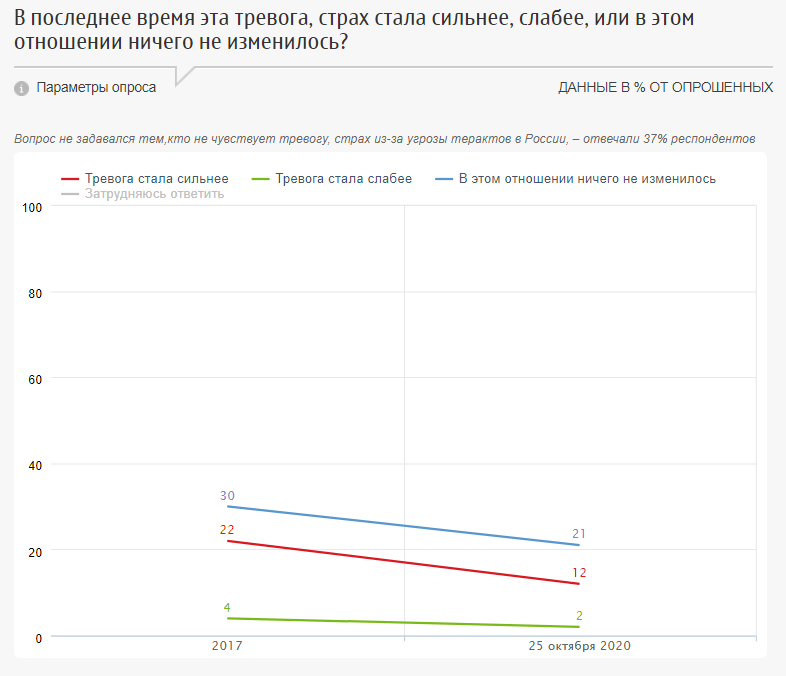 В последнее время эта тревога, страх стала сильнее, слабее, или в этом
отношении ничего не изменилось?
i Параметры опроса ДАННЫЕ В % ОТ ОПРОШЕННЫХ
Вопрос не задавался тем,кто не чувствует тревогу, страх из-за угрозы терактов в России, – отвечали 37% респондентов
Тревога стала сильнее Тревога стала слабее В этом отношении ничего не изменилось
Затрудняюсь ответить
100
80
60
40
30
21
22
12
20
4
2
0
2017 25 октября 2020